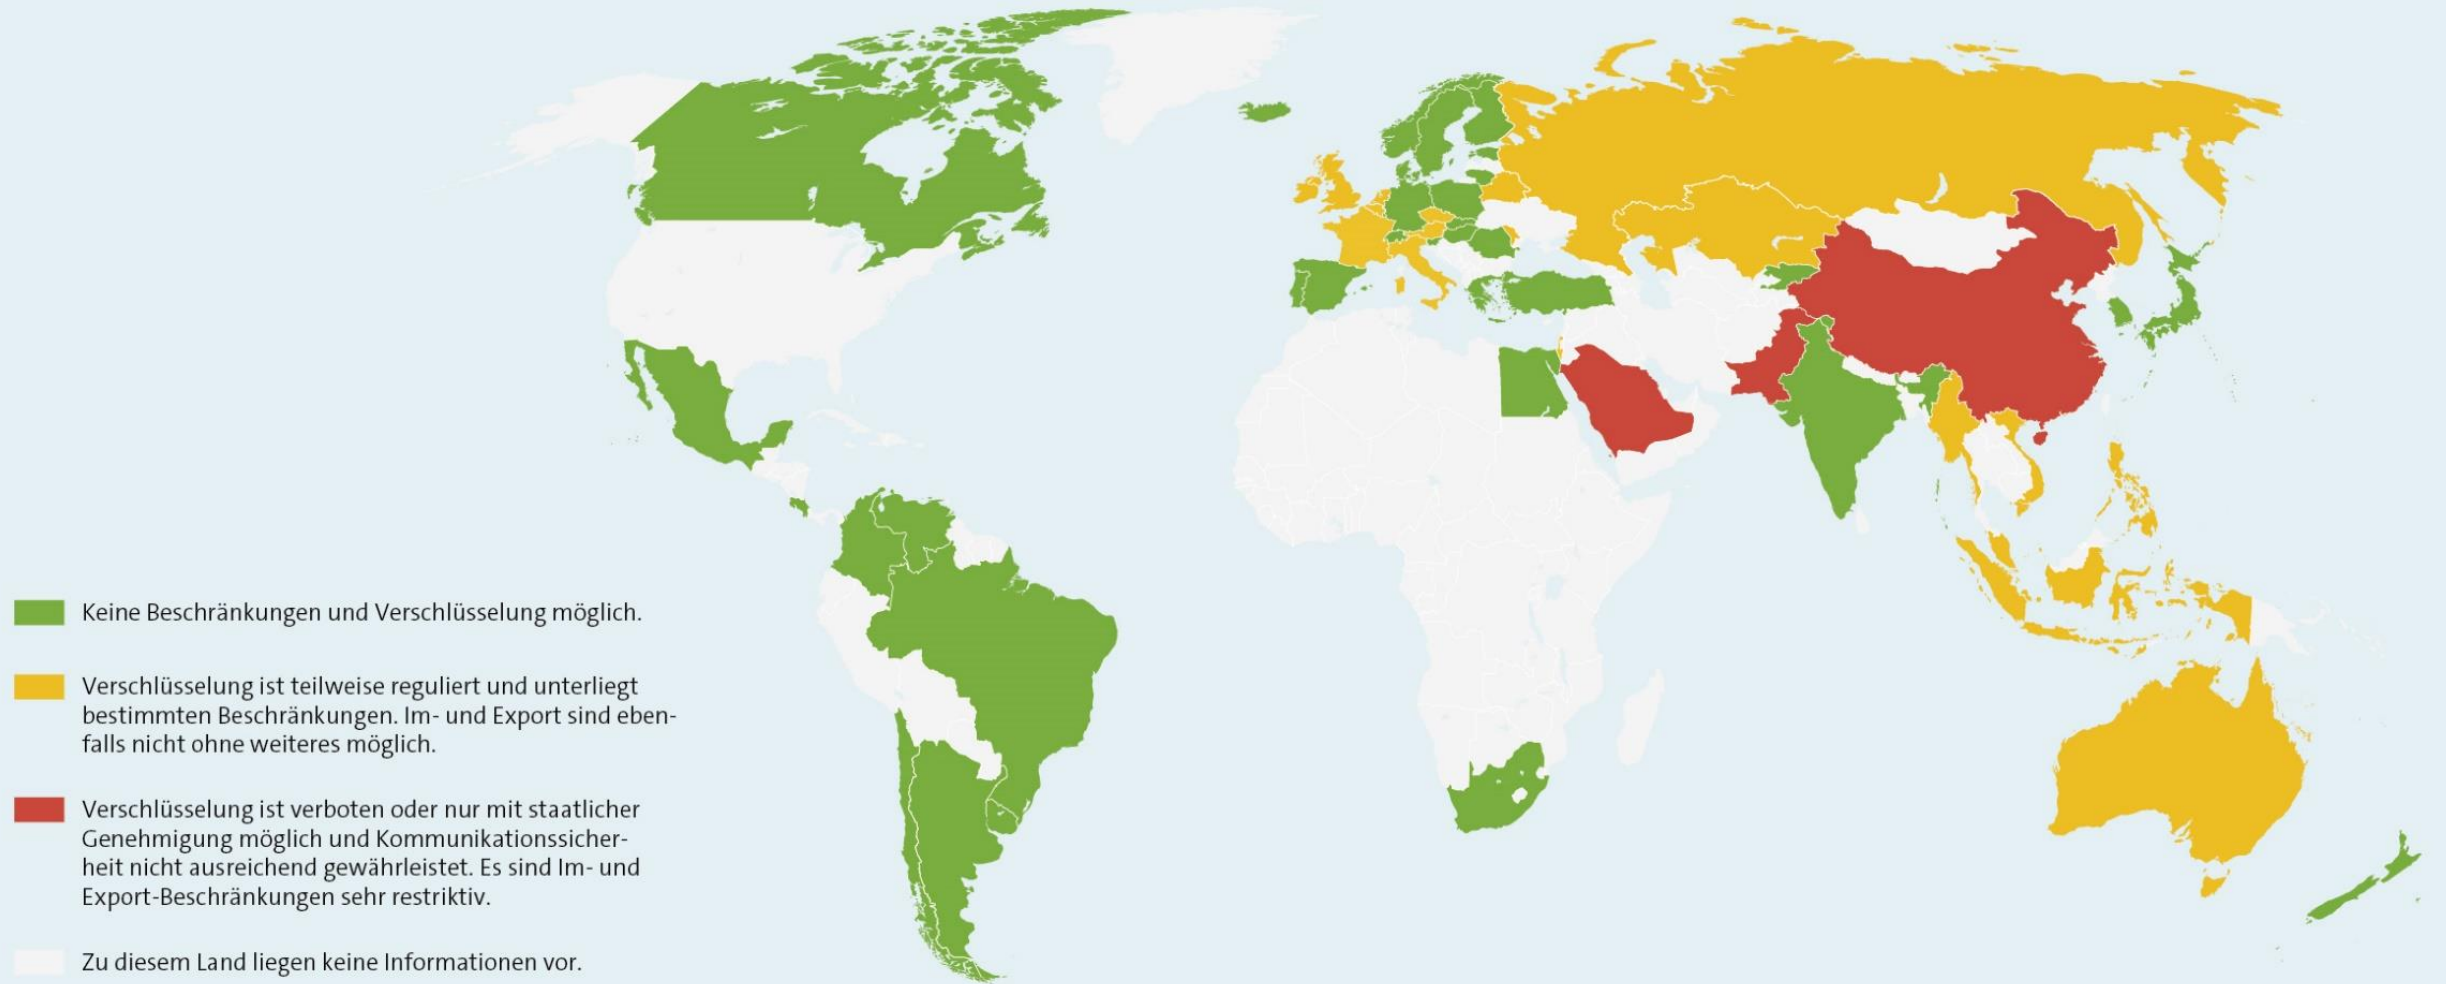 Keine Beschränkungen und Verschlüsselung möglich.
Verschlüsselung ist teilweise reguliert und unterliegt
bestimmten Beschränkungen. Im- und Export sind eben-
falls nicht ohne weiteres möglich.
Verschlüsselung ist verboten oder nur mit staatlicher
Genehmigung möglich und Kommunikationssicher-
heit nicht ausreichend gewährleistet. Es sind Im- und
Export-Beschränkungen sehr restriktiv.
Zu diesem Land liegen keine Informationen vor.